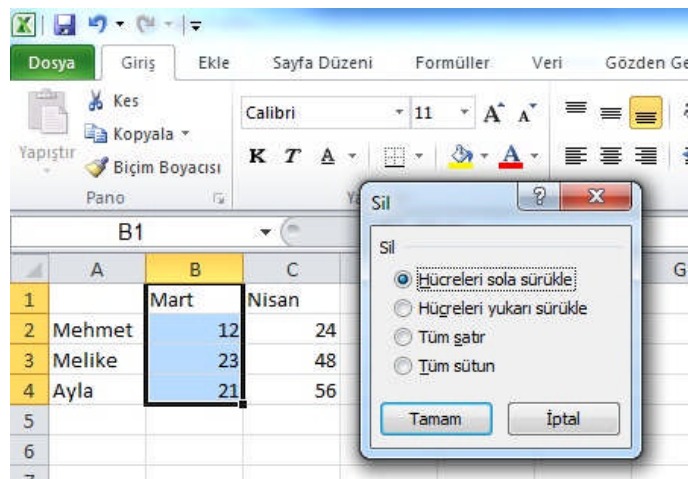 Dosya Giriş Ekle Sayfa Düzeni Formüller Veri Gözden Ge
Kes
Kopyala
Biçim Boyacısı
Yapıştır
Pano
Calibri 11 A A
K T A A
B1
A B C G
1 Mart Nisan
2 Mehmet 12 24
3 Melike 23 48
4 Ayla 21 56
5
6
Sil
Sil
Hücreleri sola sürükle
Hücreleri yukarı sürükle
Tüm satır
Tüm sütun
Tamam İptal